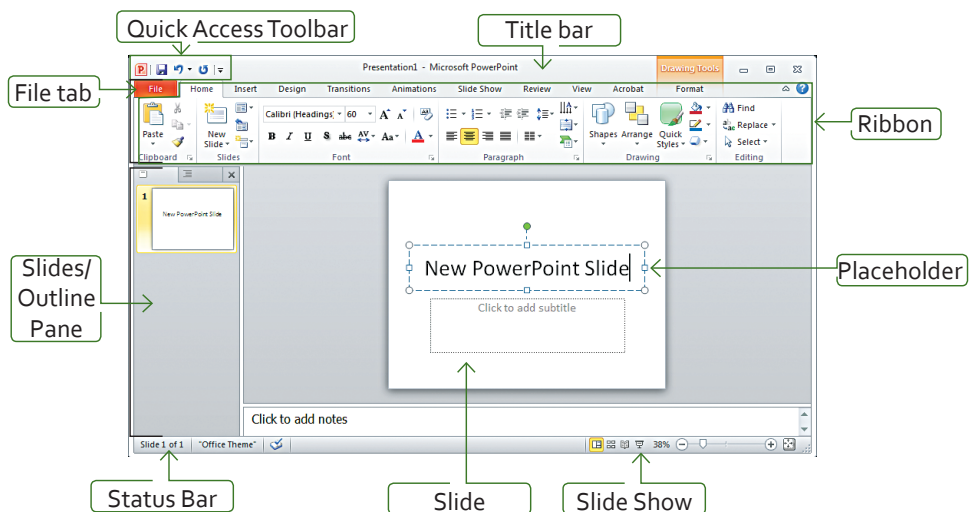 Quick Access Toolbar
Title bar
Presentation1 - Microsoft PowerPoint
Drawing Tools
File tab
File Home Insert Design Transitions Animations Slide Show Review View Acrobat Format
Ribbon
Calibri (Headings) 60
Find
Replace
Select
Paste
New
Slide
B I U S abc AV Aa A
Shapes Arrange Quick
Styles
Clipboard Slides Font Paragraph Drawing Editing
1
New PowerPoint Slide
New PowerPoint Slide
Placeholder
Slides/
Outline
Pane
Click to add subtitle
Click to add notes
Slide 1 of 1 "Office Theme" 38%
Status Bar
Slide
Slide Show